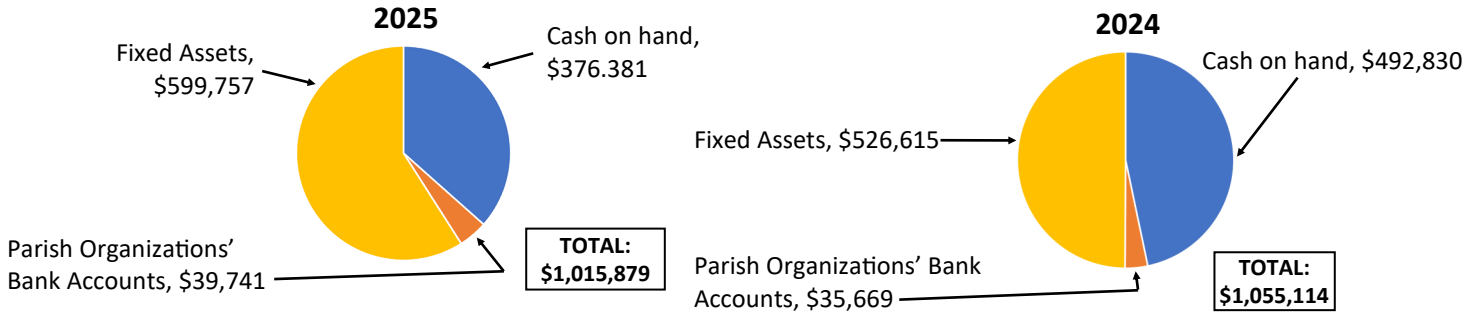 2025
Fixed Assets,
$599,757
Cash on hand,
$376.381
Parish Organizations’
Bank Accounts, $39,741
TOTAL:
$1,015,879
2024
Cash on hand, $492,830
Fixed Assets, $526,615
Parish Organizations’ Bank
Accounts, $35,669
TOTAL:
$1,055,114